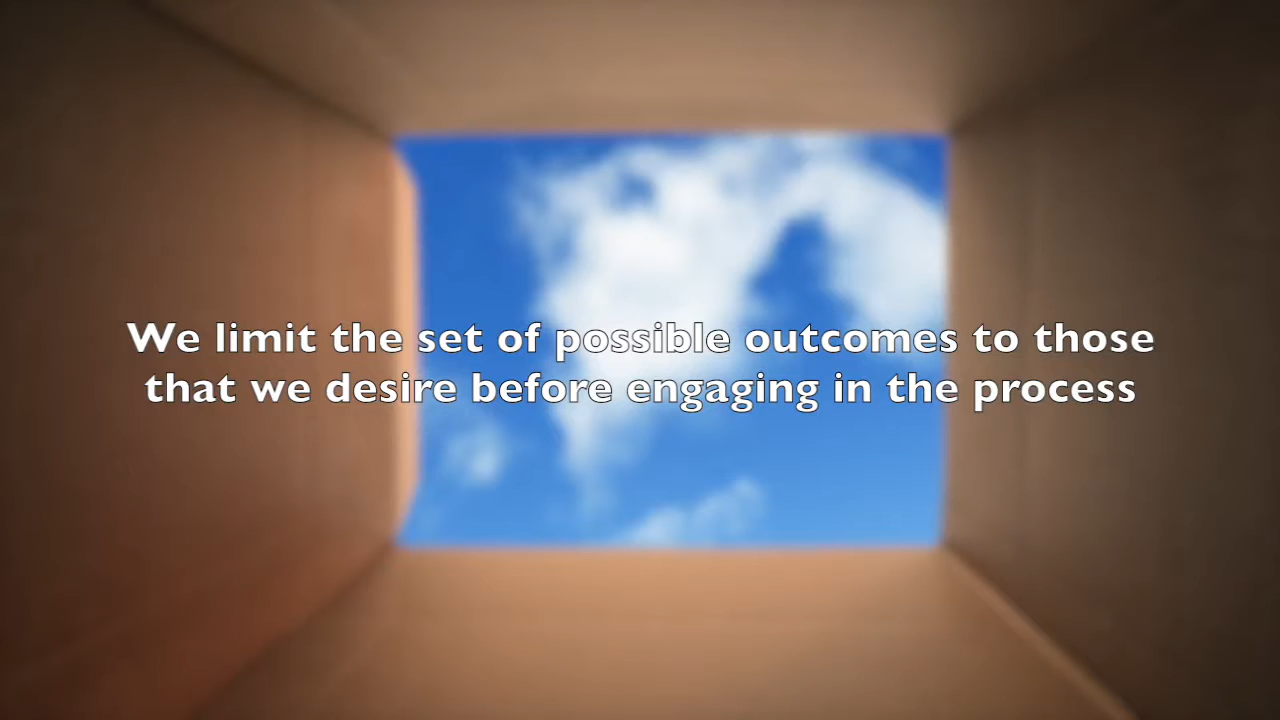 We limit the set of possible outcomes to those
that we desire before engaging in the process